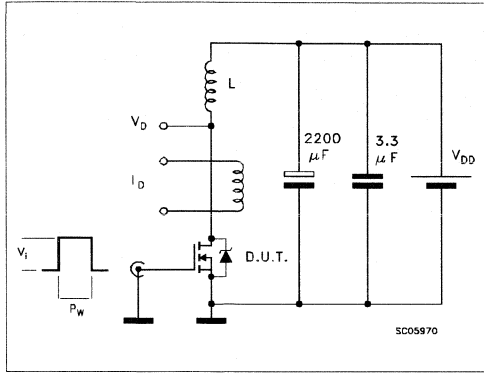 L
V_D
2200 μF
3.3 μF
V_DD
I_D
V_i
D.U.T.
P_W
SC05970